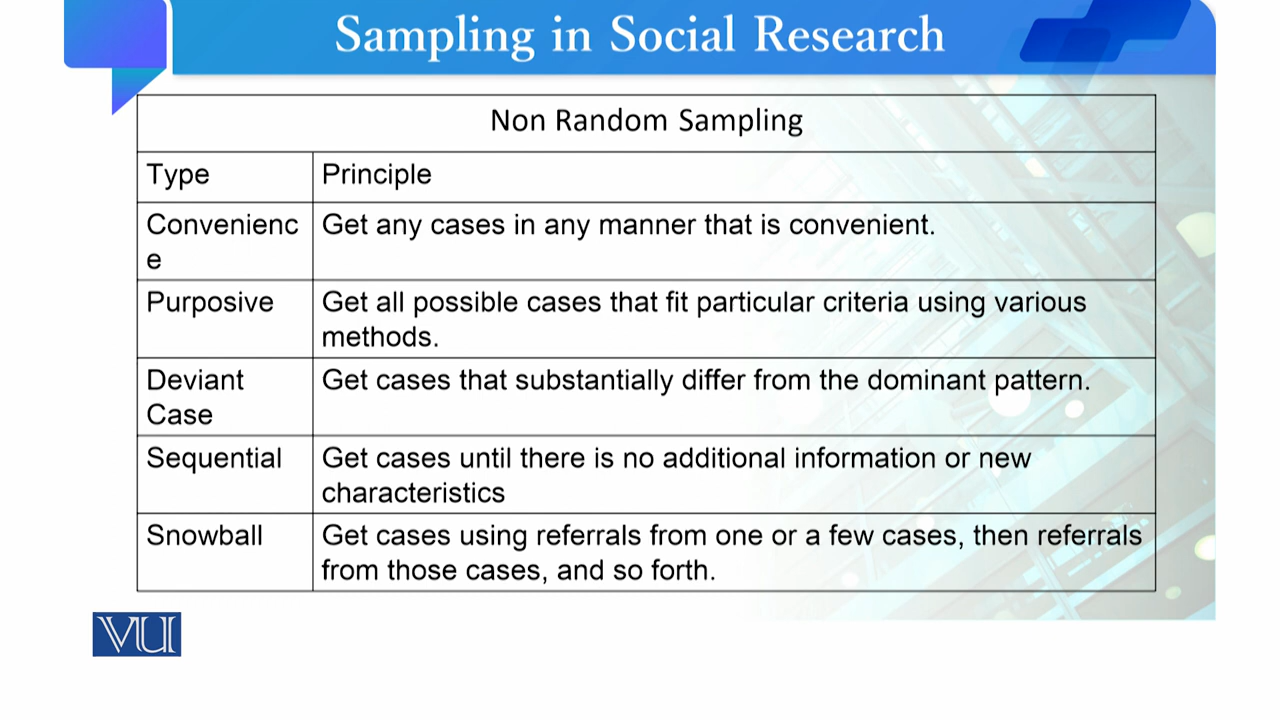 Sampling in Social Research
Non Random Sampling
Type
Principle
Convenienc
e
Get any cases in any manner that is convenient.
Purposive
Get all possible cases that fit particular criteria using various
methods.
Deviant
Case
Get cases that substantially differ from the dominant pattern.
Sequential
Get cases until there is no additional information or new
characteristics
Snowball
Get cases using referrals from one or a few cases, then referrals
from those cases, and so forth.
VU